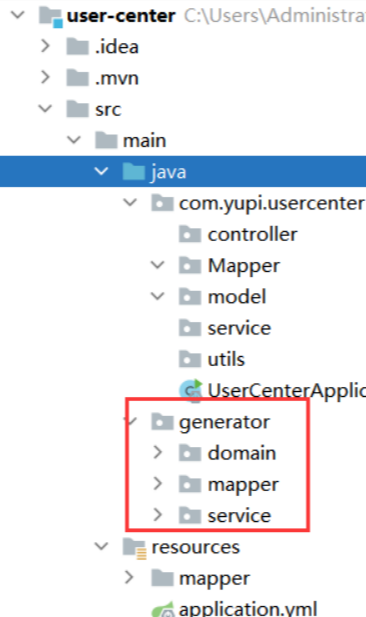 user-center C:\Users\Administra
.idea
.mvn
src
main
java
com.yupi.usercenter
controller
Mapper
model
service
utils
UserCenterApplic
generator
domain
mapper
service
resources
mapper
application.yml